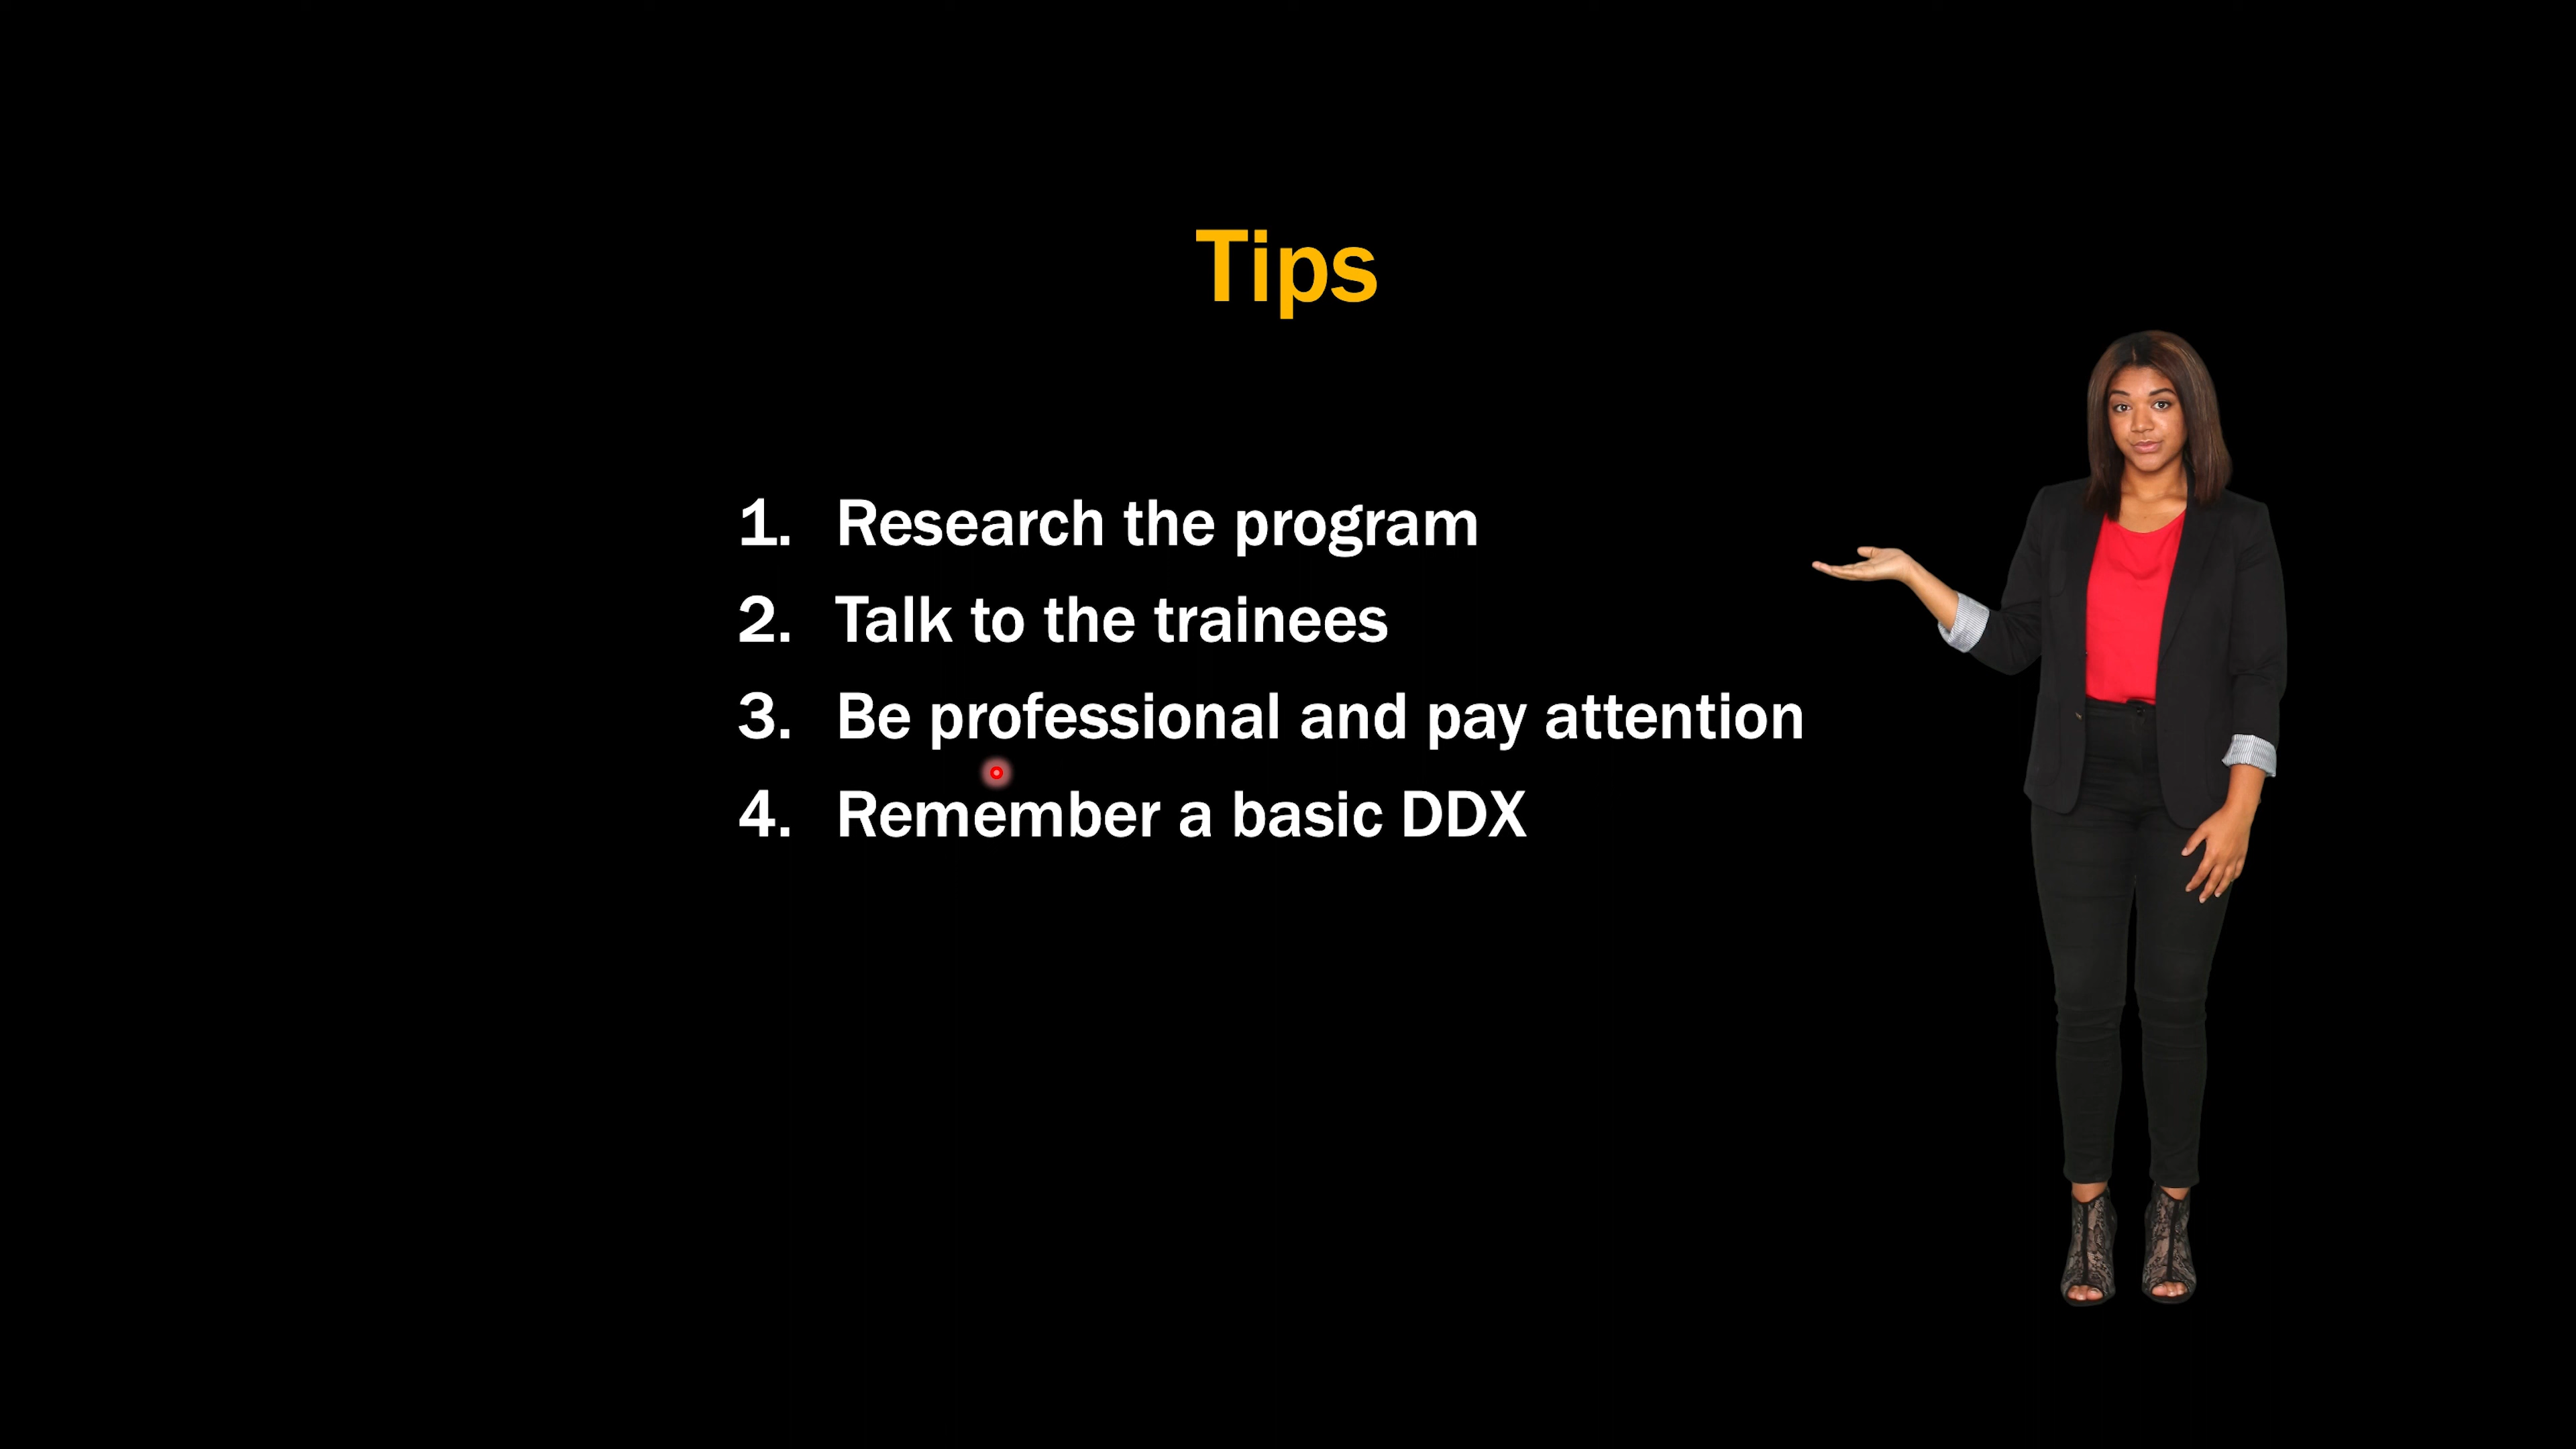 Tips
1. Research the program
2. Talk to the trainees
3. Be professional and pay attention
4. Remember a basic DDX